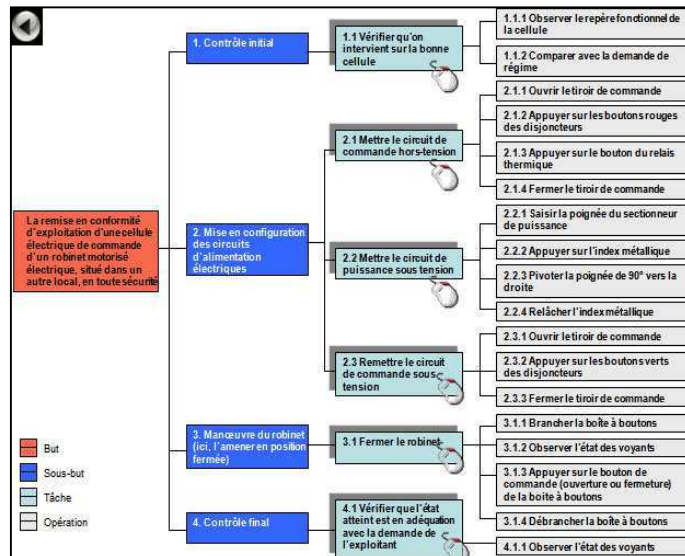 La remise en conformité
d'exploitation d'une cellule
électrique de commande
d'un robinet motorisé
électrique, situé dans un
autre local, en toute sécurité
1. Contrôle initial
1.1 Vérifier qu'on
intervient sur la bonne
cellule
1.1.1 Observer le repère fonctionnel de
la cellule
1.1.2 Comparer avec la demande de
régime
2. Mise en configuration
des circuits
d'alimentation
électriques
2.1 Mettre le circuit de
commande hors-tension
2.1.1 Ouvrir le tiroir de commande
2.1.2 Appuyer sur les boutons rouges
des disjoncteurs
2.1.3 Appuyer sur le bouton du relais
thermique
2.1.4 Fermer le tiroir de commande
2.2 Mettre le circuit de
puissance sous tension
2.2.1 Saisir la poignée du sectionneur
de puissance
2.2.2 Appuyer sur l'index métallique
2.2.3 Pivoter la poignée de 90° vers la
droite
2.2.4 Relâcher l'index métallique
2.3 Remettre le circuit
de commande sous
tension
2.3.1 Ouvrir le tiroir de commande
2.3.2 Appuyer sur les boutons verts
des disjoncteurs
2.3.3 Fermer le tiroir de commande
3. Manœuvre du robinet
(ici, l'amener en position
fermée)
3.1 Fermer le robinet
3.1.1 Brancher la boîte à boutons
3.1.2 Observer l'état des voyants
3.1.3 Appuyer sur le bouton de
commande (ouverture ou fermeture)
de la boite à boutons
3.1.4 Débrancher la boîte à boutons
4. Contrôle final
4.1 Vérifier que l'état
atteint est en adéquation
avec la demande de
l'exploitant
4.1.1 Observer l'état des voyants
But
Sous-but
Tâche
Opération